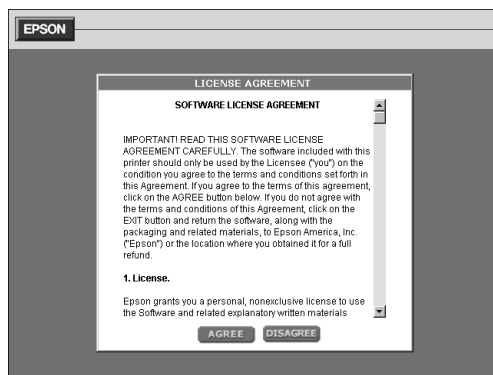 EPSON
LICENSE AGREEMENT
SOFTWARE LICENSE AGREEMENT
IMPORTANT! READ THIS SOFTWARE LICENSE
AGREEMENT CAREFULLY. The software included with this
printer should only be used by the Licensee ("you") on the
condition you agree to the terms and conditions set forth in
this Agreement. If you agree to the terms of this agreement,
click on the AGREE button below. If you do not agree with
the terms and conditions of this Agreement, click on the
EXIT button and return the software, along with the
packaging and related materials, to Epson America, Inc.
("Epson") or the location where you obtained it for a full
refund.
1. License.
Epson grants you a personal, nonexclusive license to use
the Software and related explanatory written materials
AGREE DISAGREE